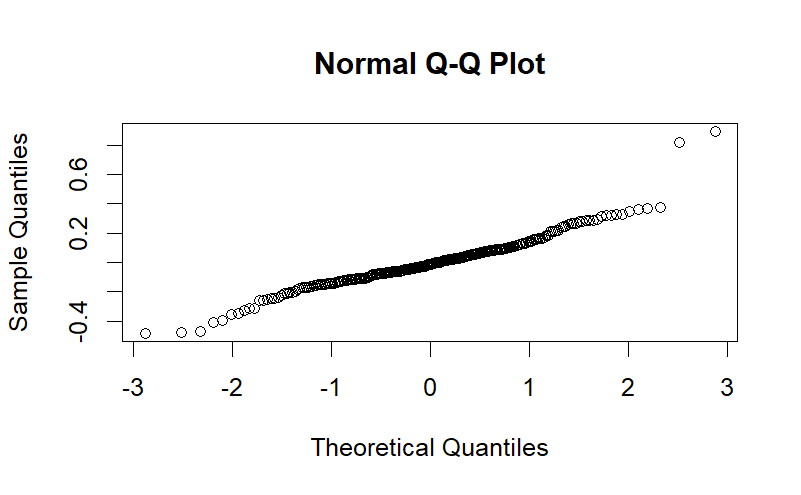 Normal Q-Q Plot
Sample Quantiles
0.6
0.2
-0.4
-3 -2 -1 0 1 2 3
Theoretical Quantiles